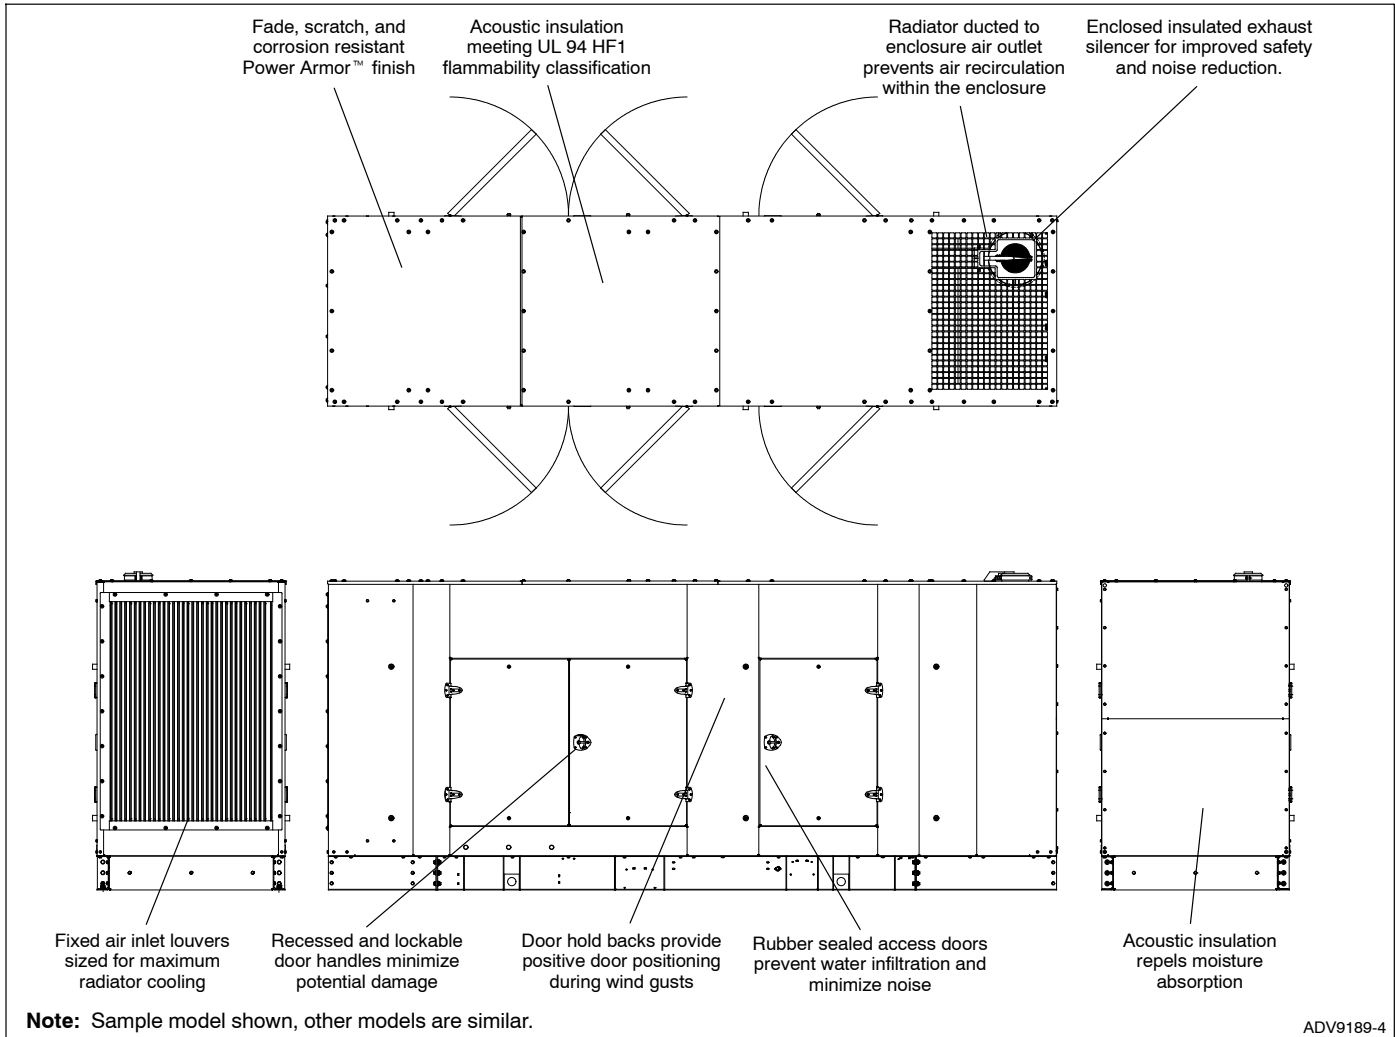 Fade, scratch, and
corrosion resistant
Power Armor™ finish
Acoustic insulation
meeting UL 94 HF1
flammability classification
Radiator ducted to
enclosure air outlet
prevents air recirculation
within the enclosure
Enclosed insulated exhaust
silencer for improved safety
and noise reduction.
Fixed air inlet louvers
sized for maximum
radiator cooling
Recessed and lockable
door handles minimize
potential damage
Door hold backs provide
positive door positioning
during wind gusts
Rubber sealed access doors
prevent water infiltration and
minimize noise
Acoustic insulation
repels moisture
absorption
Note: Sample model shown, other models are similar.
ADV9189-4